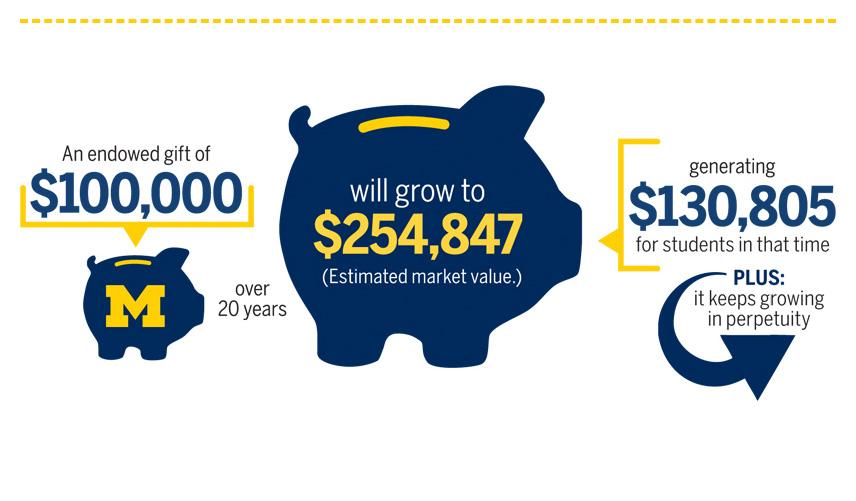 An endowed gift of
$100,000
M
over
20 years
will grow to
$254,847
(Estimated market value.)
generating
$130,805
for students in that time
PLUS:
it keeps growing
in perpetuity